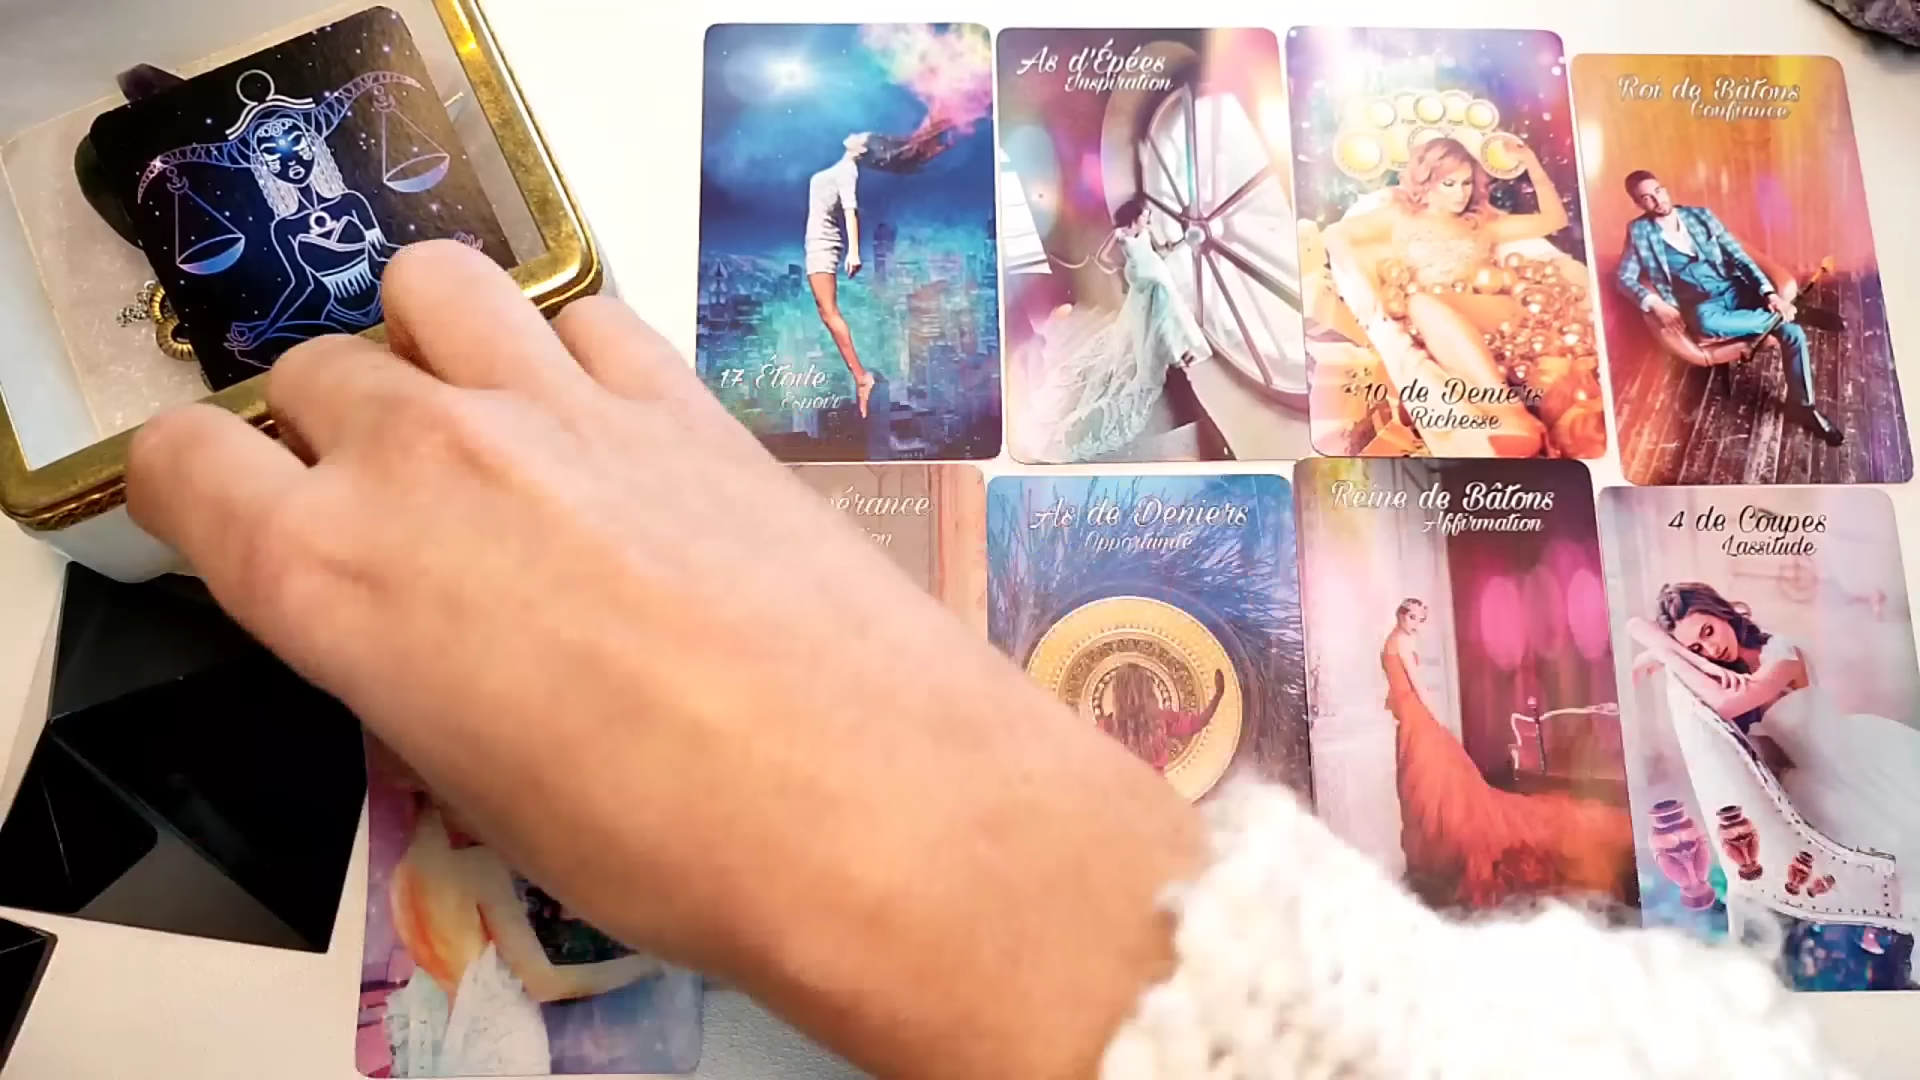 As d'Épées
Inspiration
Roi de Bâtons
Confiance
17 Étoile
Espoir
10 de Deniers
Richesse
As de Deniers
Opportunité
Reine de Bâtons
Affirmation
4 de Coupes
Lassitude